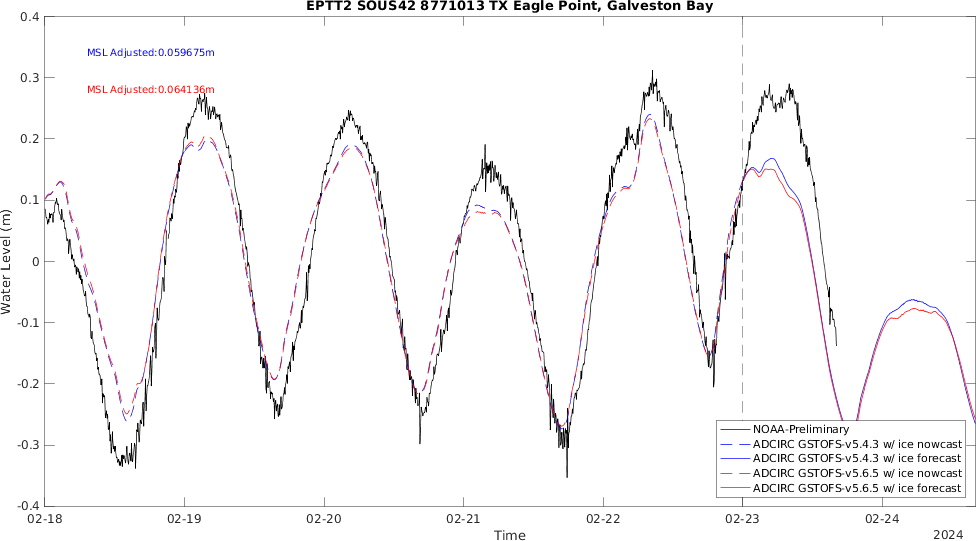 EPTT2 SOUS42 8771013 TX Eagle Point, Galveston Bay
0.4
MSL Adjusted:0.059675m
0.3
MSL Adjusted:0.064136m
0.2
0.1
Water Level (m)
0
-0.1
-0.2
-0.3
-0.4
NOAA-Preliminary
ADCIRC GSTOFS-v5.4.3 w/ ice nowcast
ADCIRC GSTOFS-v5.4.3 w/ ice forecast
ADCIRC GSTOFS-v5.6.5 w/ ice nowcast
ADCIRC GSTOFS-v5.6.5 w/ ice forecast
02-18 02-19 02-20 02-21 02-22 02-23 02-24
Time
2024